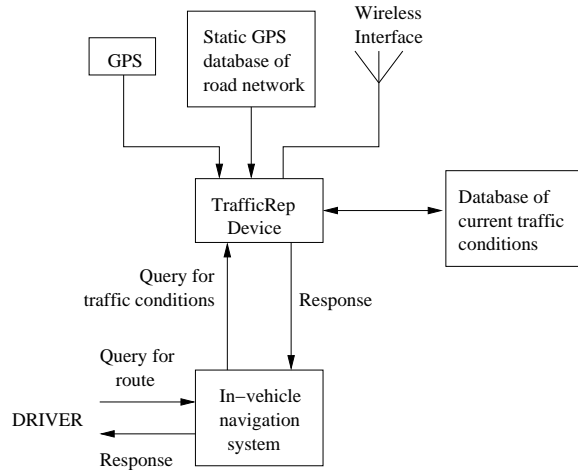 GPS
Static GPS
database of
road network
Wireless
Interface
TrafficRep
Device
Database of
current traffic
conditions
Query for
traffic conditions
Response
Query for
route
DRIVER
Response
In-vehicle
navigation
system